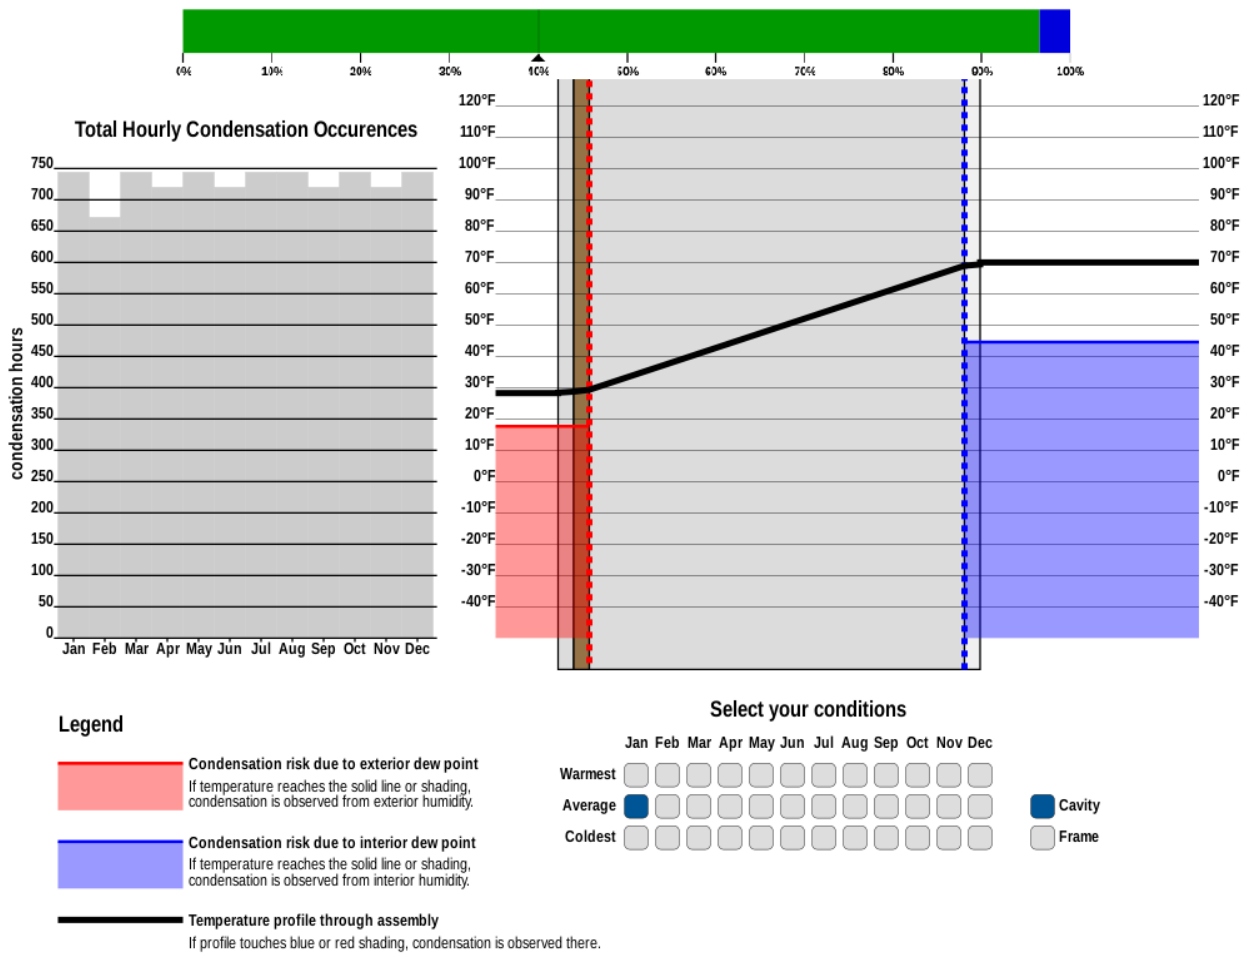 0% 10% 20% 30% 40% 50% 60% 70% 80% 90% 100%
Total Hourly Condensation Occurences
condensation hours
750
700
650
600
550
500
450
400
350
300
250
200
150
100
50
0
Jan Feb Mar Apr May Jun Jul Aug Sep Oct Nov Dec
120°F 120°F
110°F 110°F
100°F 100°F
90°F 90°F
80°F 80°F
70°F 70°F
60°F 60°F
50°F 50°F
40°F 40°F
30°F 30°F
20°F 20°F
10°F 10°F
0°F 0°F
-10°F -10°F
-20°F -20°F
-30°F -30°F
-40°F -40°F
Legend
Condensation risk due to exterior dew point
If temperature reaches the solid line or shading,
condensation is observed from exterior humidity.
Condensation risk due to interior dew point
If temperature reaches the solid line or shading,
condensation is observed from interior humidity.
Temperature profile through assembly
If profile touches blue or red shading, condensation is observed there.
Select your conditions
Jan Feb Mar Apr May Jun Jul Aug Sep Oct Nov Dec
Warmest
Average Cavity
Coldest Frame